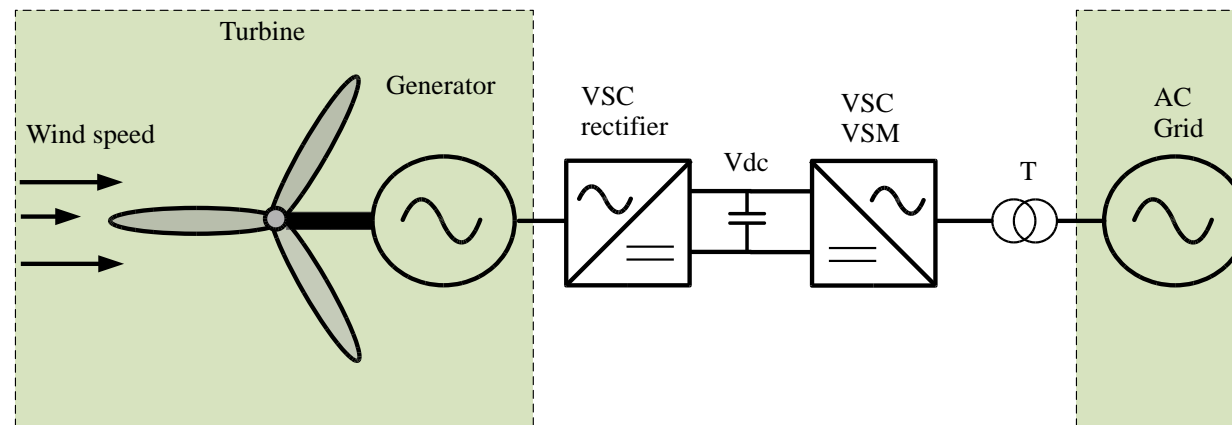 Turbine
Generator
Wind speed
VSC
rectifier
Vdc
VSC
VSM
T
AC
Grid